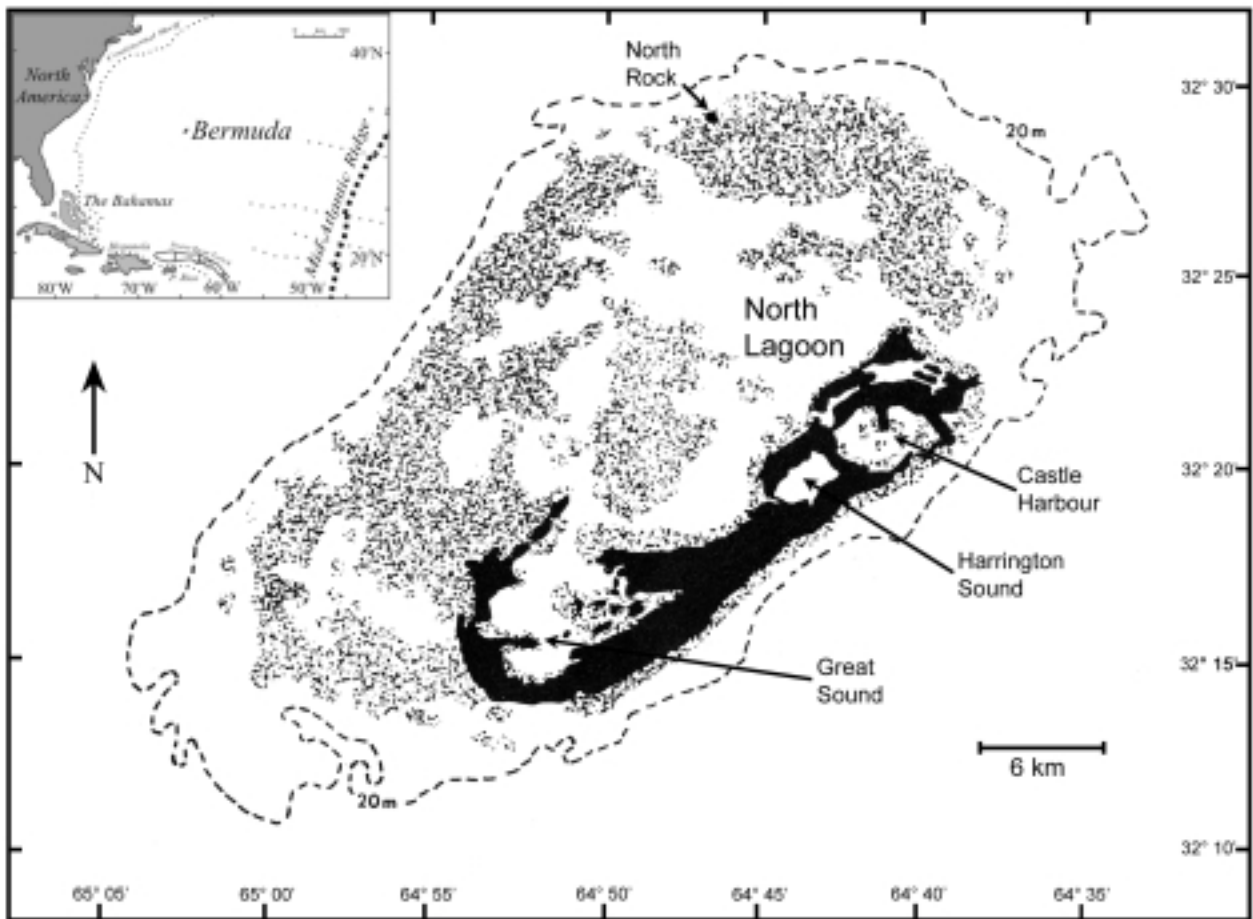 40°N
North
America
Bermuda
Mid-Atlantic Ridge
The Bahamas
20°N
80°W
70°W
60°W
50°W
North
Rock
20m
32° 30'
32° 25'
North
Lagoon
N
Castle
Harbour
32° 20'
Harrington
Sound
Great
Sound
32° 15'
6 km
20m
32° 10'
65° 05'
65° 00'
64° 55'
64° 50'
64° 45'
64° 40'
64° 35'